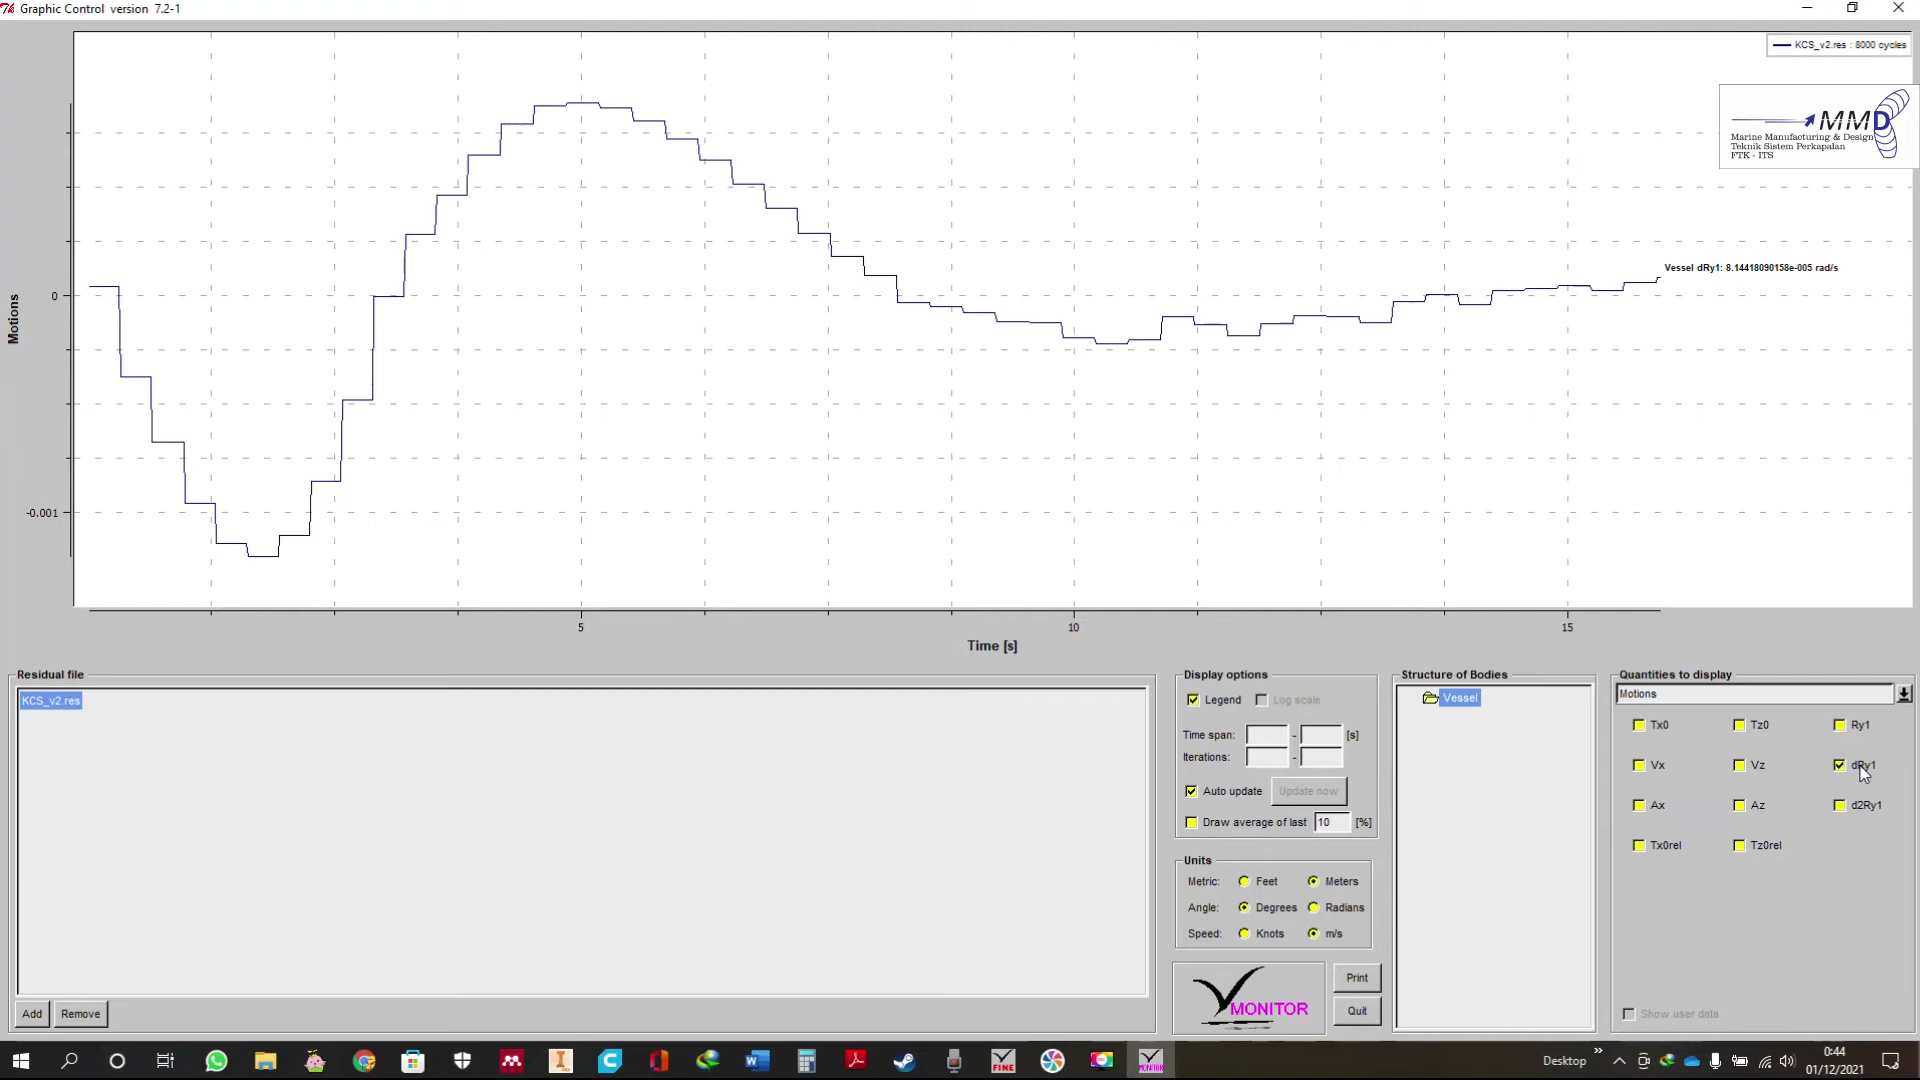 Graphic Control version 7.2-1
KCS_v2.res : 8000 cycles
MMD
Marine Manufacturing & Design
Teknik Sistem Perkapalan
FTK - ITS
Vessel dRy1: 8.14418090158e-005 rad/s
0
-0.001
Motions
5
10
15
Time [s]
Residual file
KCS_v2.res
Add
Remove
Display options
Legend
Log scale
Time span:
-
[s]
Iterations:
-
Auto update
Update now
Draw average of last
10
[%]
Units
Metric:
Feet
Meters
Angle:
Degrees
Radians
Speed:
Knots
m/s
MONITOR
Print
Quit
Structure of Bodies
Vessel
Quantities to display
Motions
Tx0
Tz0
Ry1
Vx
Vz
dRy1
Ax
Az
d2Ry1
Tx0rel
Tz0rel
Show user data
FINE
MONITOR
Desktop
0:44
01/12/2021